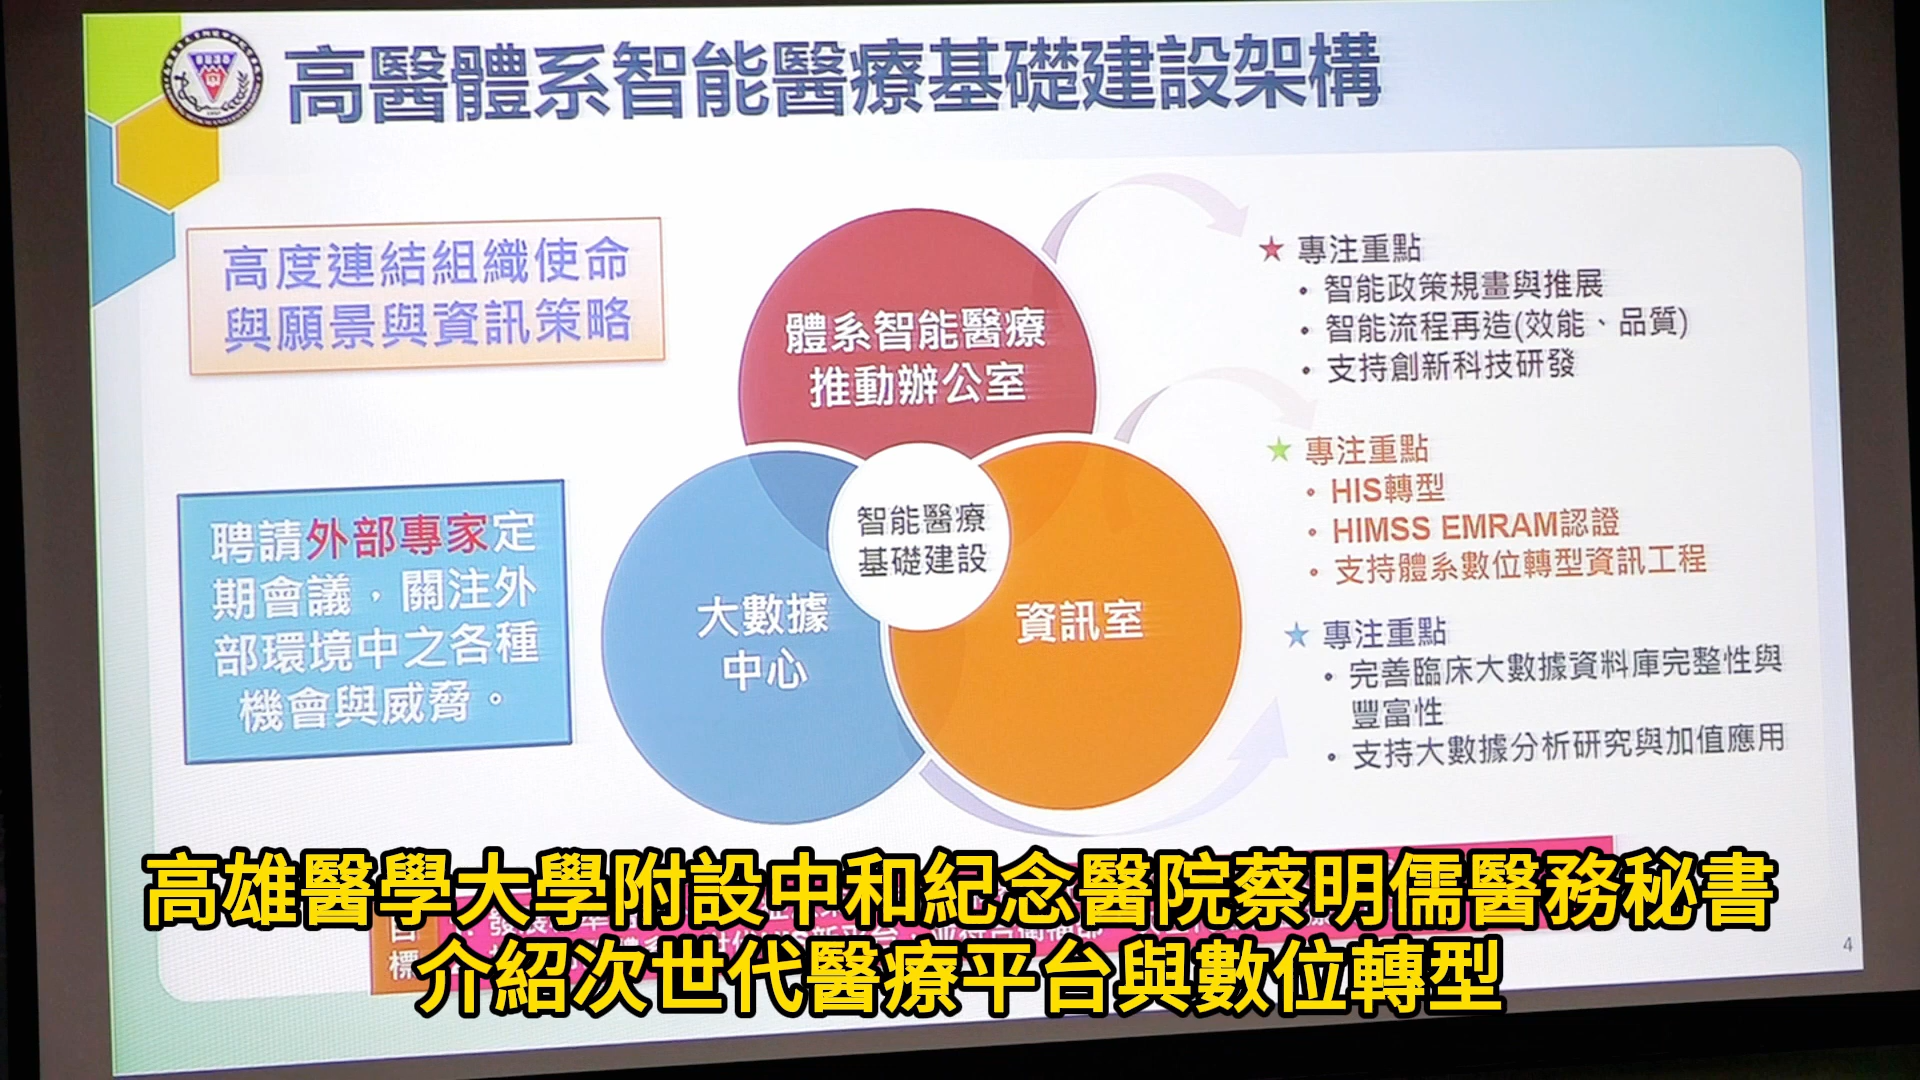 高醫體系智能醫療基礎建設架構
高度連結組織使命
與願景與資訊策略
聘請外部專家定
期會議，關注外
部環境中之各種
機會與威脅。
體系智能醫療
推動辦公室
智能醫療
基礎建設
大數據
中心
資訊室
專注重點
• 智能政策規畫與推展
• 智能流程再造(效能、品質)
• 支持創新科技研發
專注重點
• HIS轉型
• HIMSS EMRAM認證
• 支持體系數位轉型資訊工程
專注重點
• 完善臨床大數據資料庫完整性與
豐富性
• 支持大數據分析研究與加值應用
目
標
4
高雄醫學大學附設中和紀念醫院蔡明儒醫務秘書
介紹次世代醫療平台與數位轉型